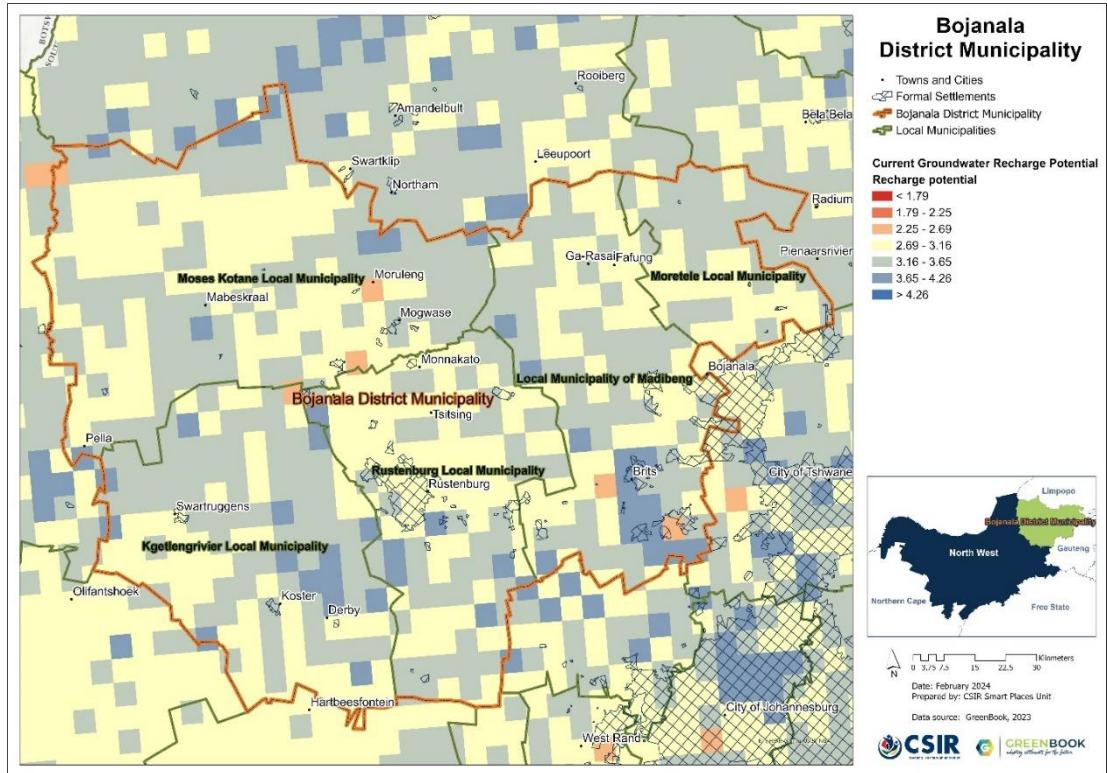 Bojanala
District Municipality
Towns and Cities
Formal Settlements
Bojanala District Municipality
Local Municipalities
Current Groundwater Recharge Potential
Recharge potential
< 1.79
1.79 - 2.25
2.25 - 2.69
2.69 - 3.16
3.16 - 3.65
3.65 - 4.26
> 4.26
BOTSW
SOUT
Rooiberg
Amandelbult
Bela Bela
Swartklip
Leeupoort
Northam
Radium
Ga-Rasai
Fafung
Pienaarsrivier
Moses Kotane Local Municipality
Moruleng
Moretele Local Municipality
Mabeskraal
Mogwase
Monnakato
Local Municipality of Madibeng
Bojanala
Bojanala District Municipality
Tsitsing
Pella
Rustenburg Local Municipality
Brits
City of Tshwane
Rustenburg
Swartruggens
Kgetlengrivier Local Municipality
Olifantshoek
Koster
Derby
Hartbeesfontein
City of Johannesburg
West Rand
Limpopo
Bojanala District Municipality
North West
Gauteng
Northern Cape
Free State
N
Kilometers
0 3.75 7.5 15 22.5 30
Date: February 2024
Prepared by: CSIR Smart Places Unit
Data source: GreenBook, 2023
CSIR
GREENBOOK
adapting settlements for the future